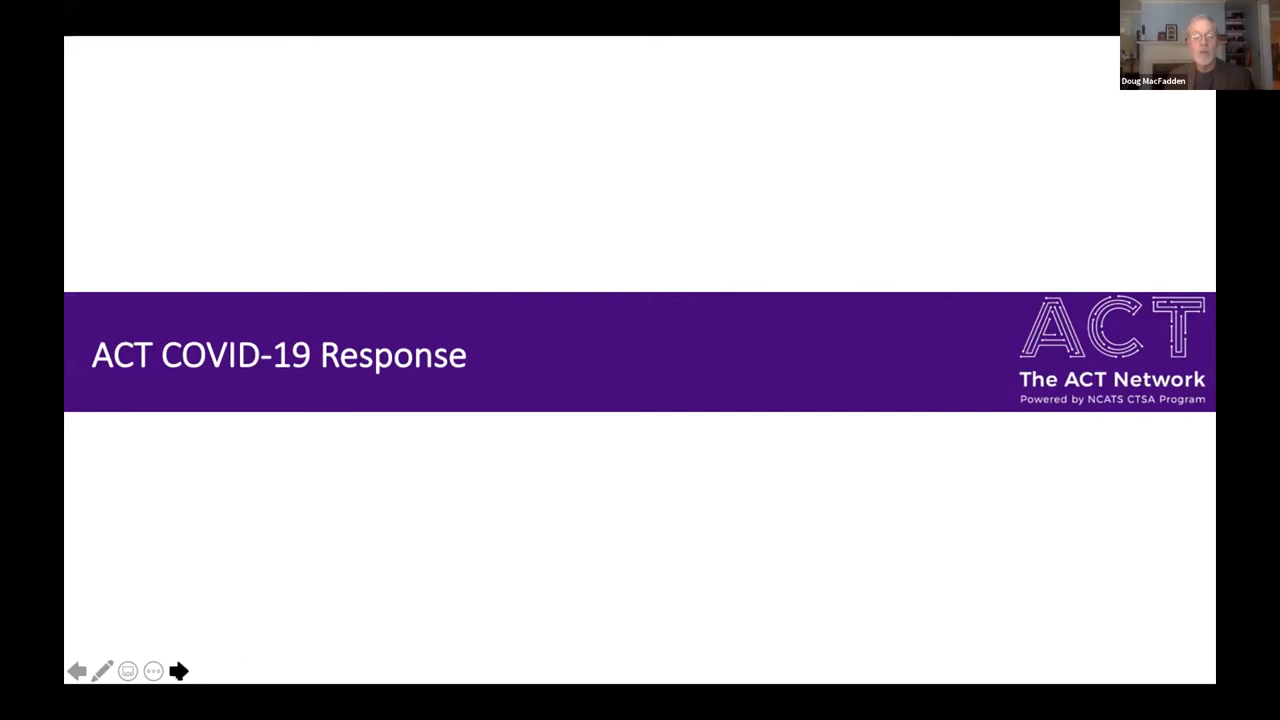 Doug MacFadden
ACT COVID-19 Response
ACT
The ACT Network
Powered by NCATS CTSA Program